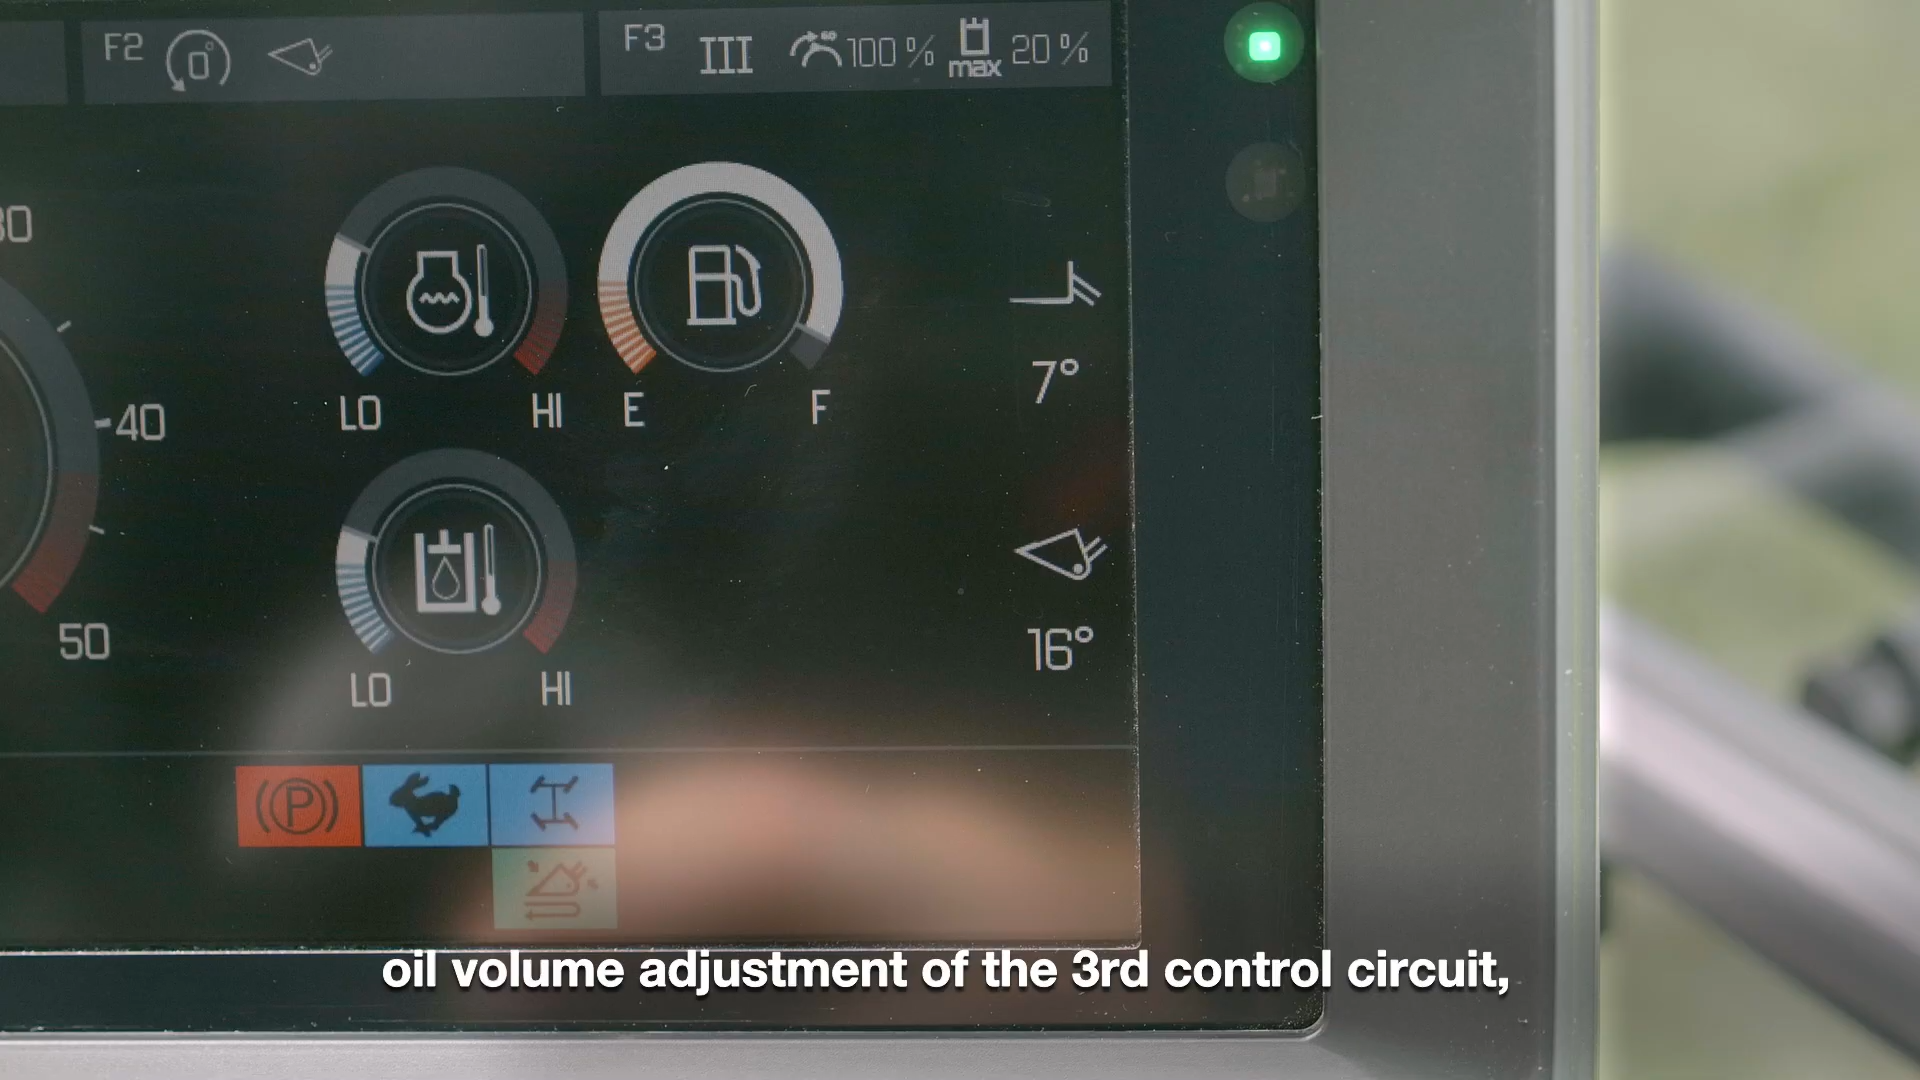 F2
F3 III 60 100 % max 20 %
40
50
LO HI
E F
7°
LO HI
16°
P
oil volume adjustment of the 3rd control circuit,